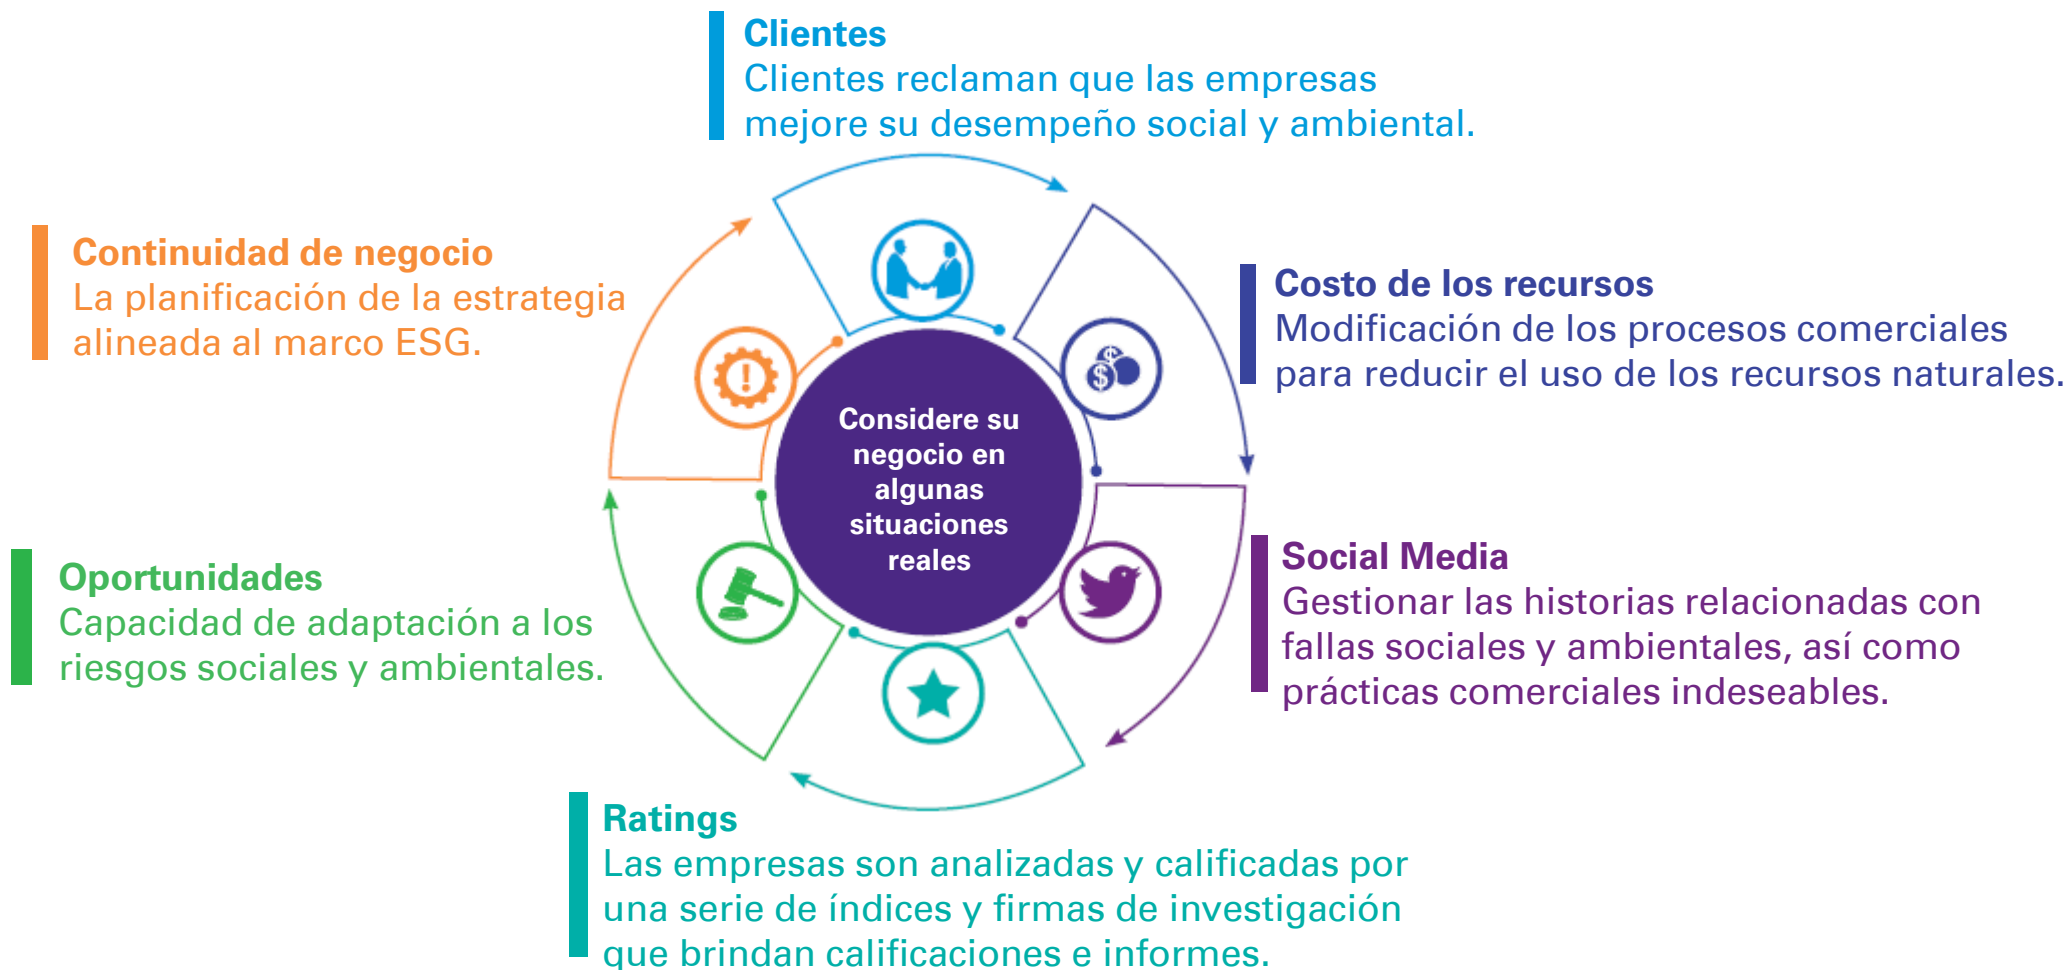 Clientes
Clientes reclaman que las empresas
mejore su desempeño social y ambiental.
Continuidad de negocio
La planificación de la estrategia
alineada al marco ESG.
Costo de los recursos
Modificación de los procesos comerciales
para reducir el uso de los recursos naturales.
$
$
!
Considere su
negocio en
algunas
situaciones
reales
Oportunidades
Capacidad de adaptación a los
riesgos sociales y ambientales.
Social Media
Gestionar las historias relacionadas con
fallas sociales y ambientales, así como
prácticas comerciales indeseables.
Ratings
Las empresas son analizadas y calificadas por
una serie de índices y firmas de investigación
que brindan calificaciones e informes.